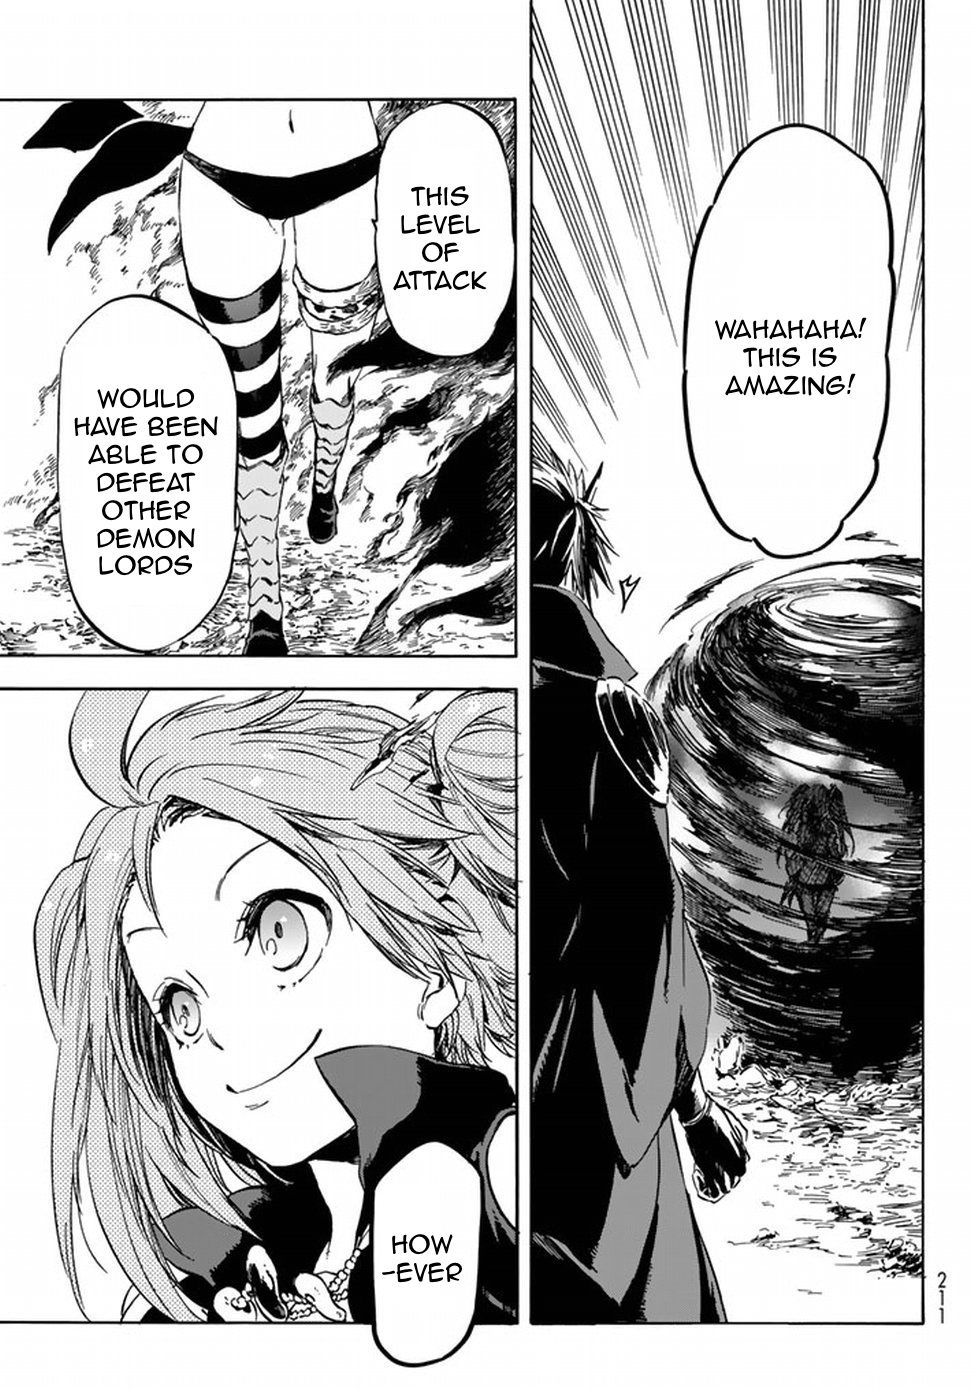 WAHAHAHA!
THIS IS
AMAZING!
THIS
LEVEL
OF
ATTACK
WOULD
HAVE BEEN
ABLE TO
DEFEAT
OTHER
DEMON
LORDS
HOW
-EVER
211